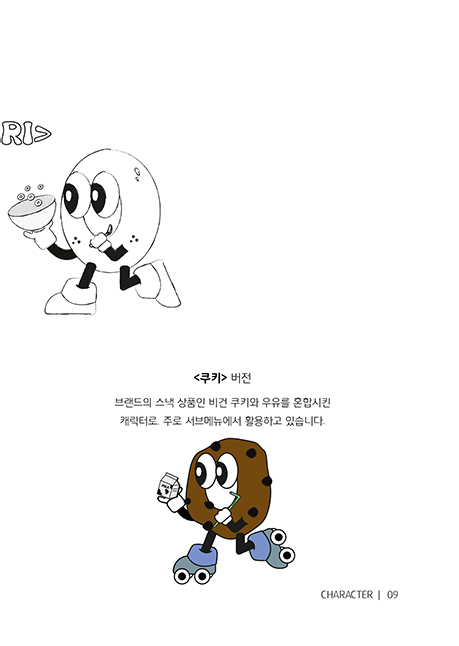 RI>
<쿠키> 버전
브랜드의 스낵 상품인 비건 쿠키와 우유를 혼합시킨
캐릭터로, 주로 서브메뉴에서 활용하고 있습니다.
CHARACTER | 09